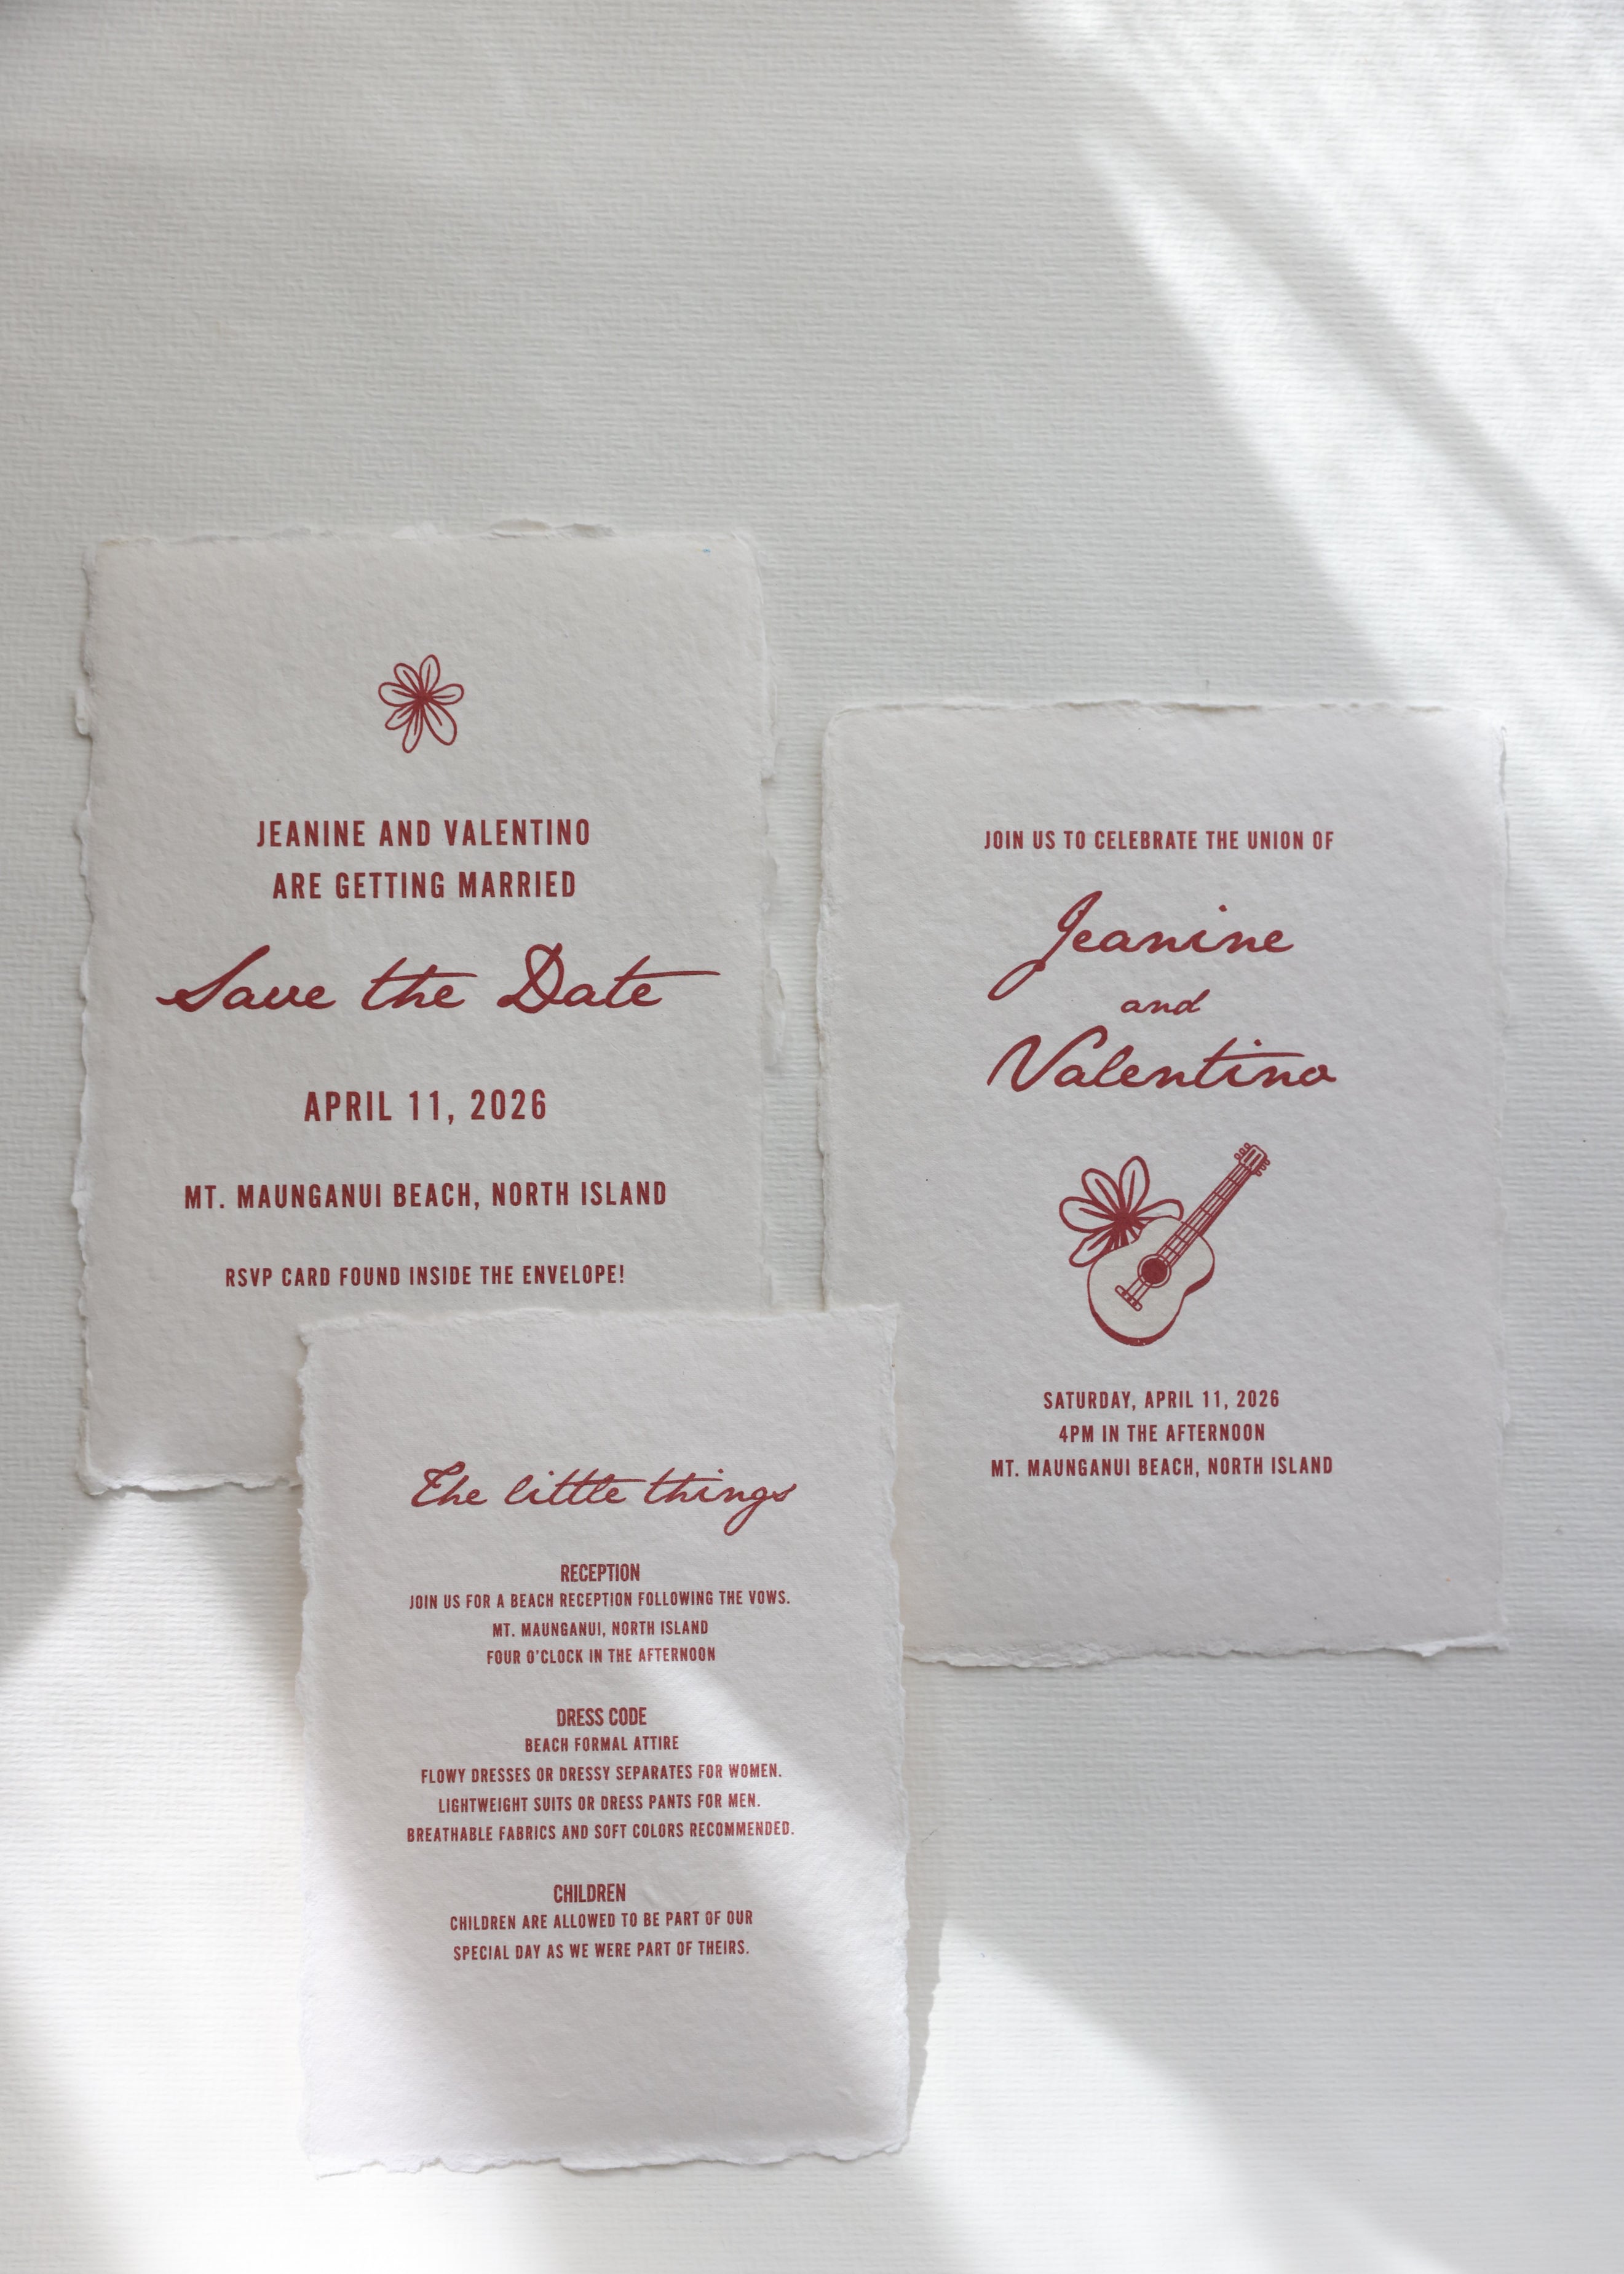 JEANINE AND VALENTINO
ARE GETTING MARRIED
Save the Date
APRIL 11, 2026
MT. MAUNGANUI BEACH, NORTH ISLAND
RSVP CARD FOUND INSIDE THE ENVELOPE!
JOIN US TO CELEBRATE THE UNION OF
Jeanine
and
Valentino
SATURDAY, APRIL 11, 2026
4PM IN THE AFTERNOON
MT. MAUNGANUI BEACH, NORTH ISLAND
The little things
RECEPTION
JOIN US FOR A BEACH RECEPTION FOLLOWING THE VOWS.
MT. MAUNGANUI, NORTH ISLAND
FOUR O'CLOCK IN THE AFTERNOON
DRESS CODE
BEACH FORMAL ATTIRE
FLOWY DRESSES OR DRESSY SEPARATES FOR WOMEN.
LIGHTWEIGHT SUITS OR DRESS PANTS FOR MEN.
BREATHABLE FABRICS AND SOFT COLORS RECOMMENDED.
CHILDREN
CHILDREN ARE ALLOWED TO BE PART OF OUR
SPECIAL DAY AS WE WERE PART OF THEIRS.